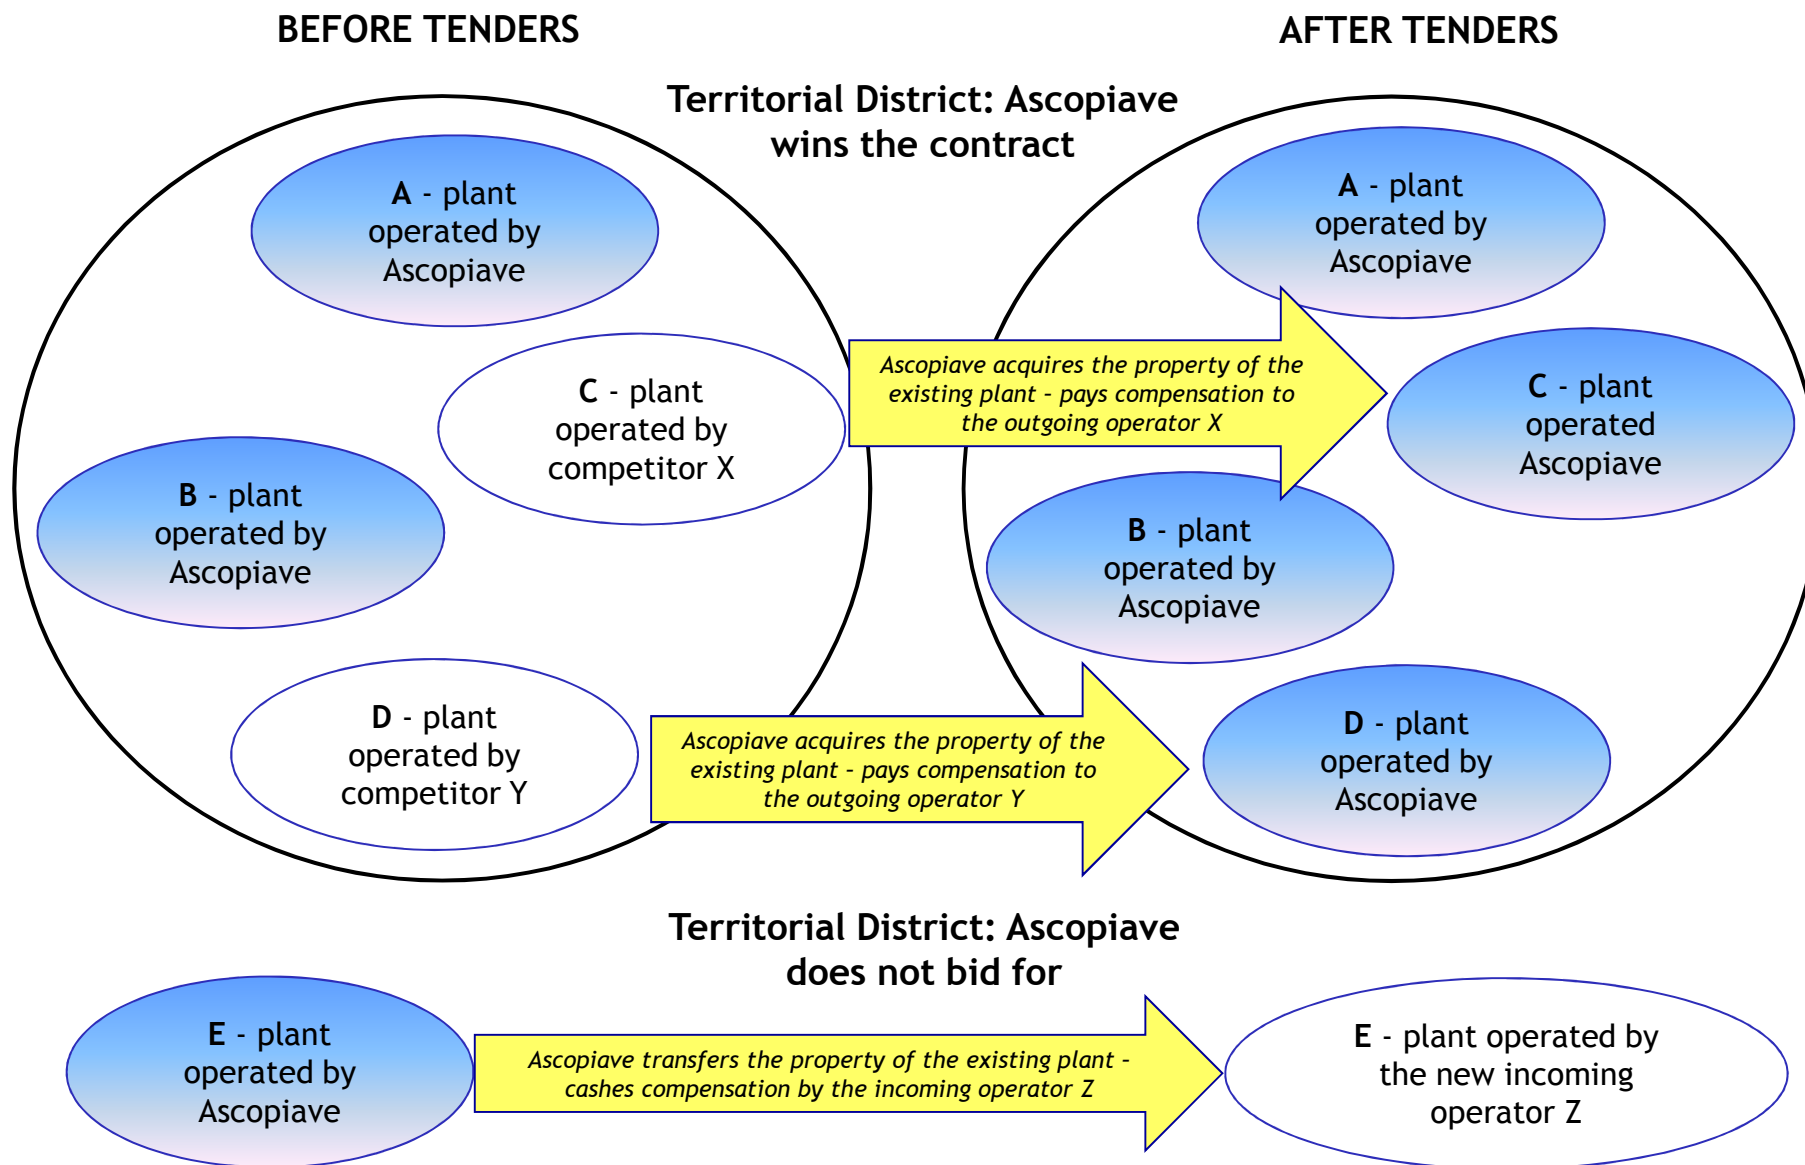 BEFORE TENDERS
AFTER TENDERS
Territorial District: Ascopiave
wins the contract
A - plant
operated by
Ascopiave
C - plant
operated by
competitor X
B - plant
operated by
Ascopiave
D - plant
operated by
competitor Y
Ascopiave acquires the property of the
existing plant - pays compensation to
the outgoing operator X
Ascopiave acquires the property of the
existing plant - pays compensation to
the outgoing operator Y
A - plant
operated by
Ascopiave
C - plant
operated
Ascopiave
B - plant
operated by
Ascopiave
D - plant
operated by
Ascopiave
Territorial District: Ascopiave
does not bid for
E - plant
operated by
Ascopiave
Ascopiave transfers the property of the existing plant -
cashes compensation by the incoming operator Z
E - plant operated by
the new incoming
operator Z